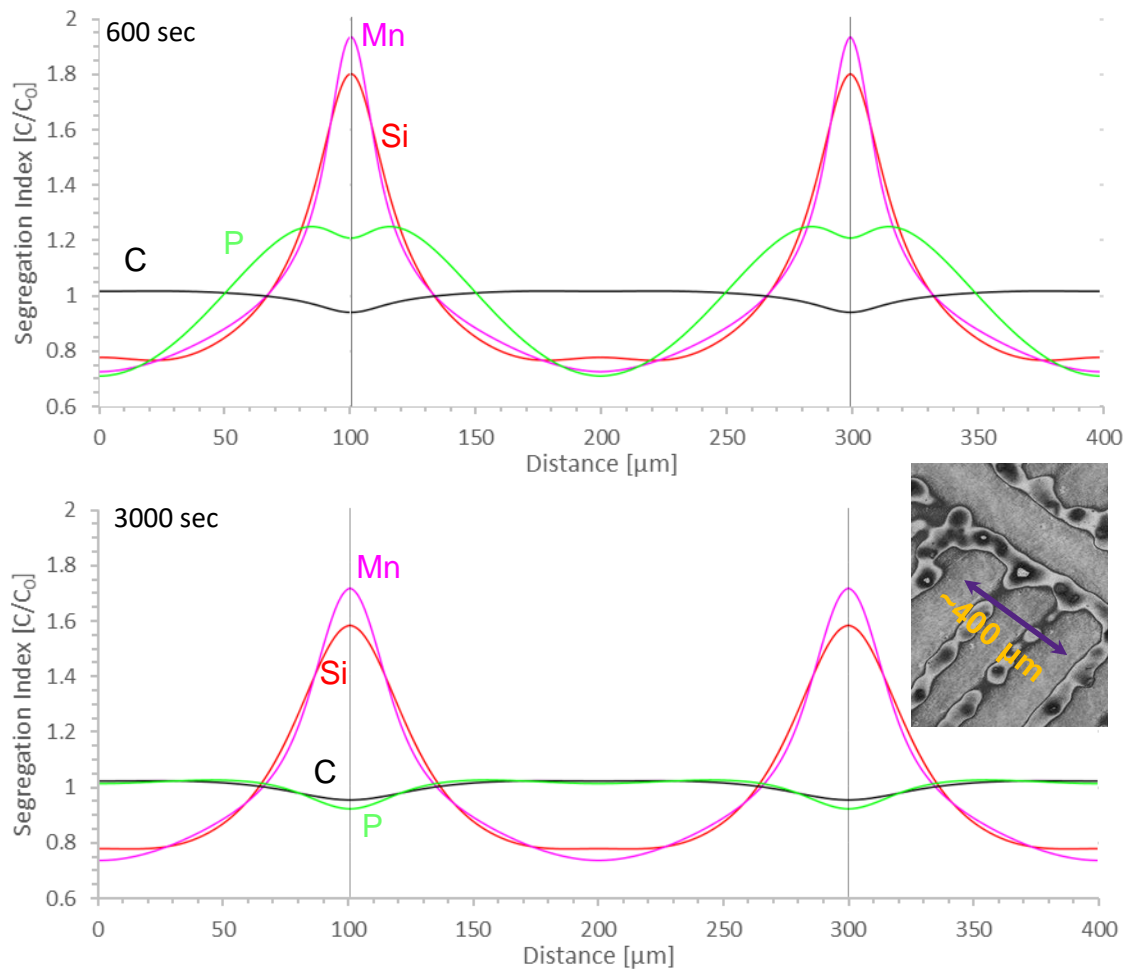 600 sec
Mn
Si
P
C
Segregation Index [C/C₀]
2
1.8
1.6
1.4
1.2
1
0.8
0.6
0 50 100 150 200 250 300 350 400
Distance [µm]
3000 sec
Mn
Si
C
P
Segregation Index [C/C₀]
2
1.8
1.6
1.4
1.2
1
0.8
0.6
0 50 100 150 200 250 300 350 400
Distance [µm]
~400 µm